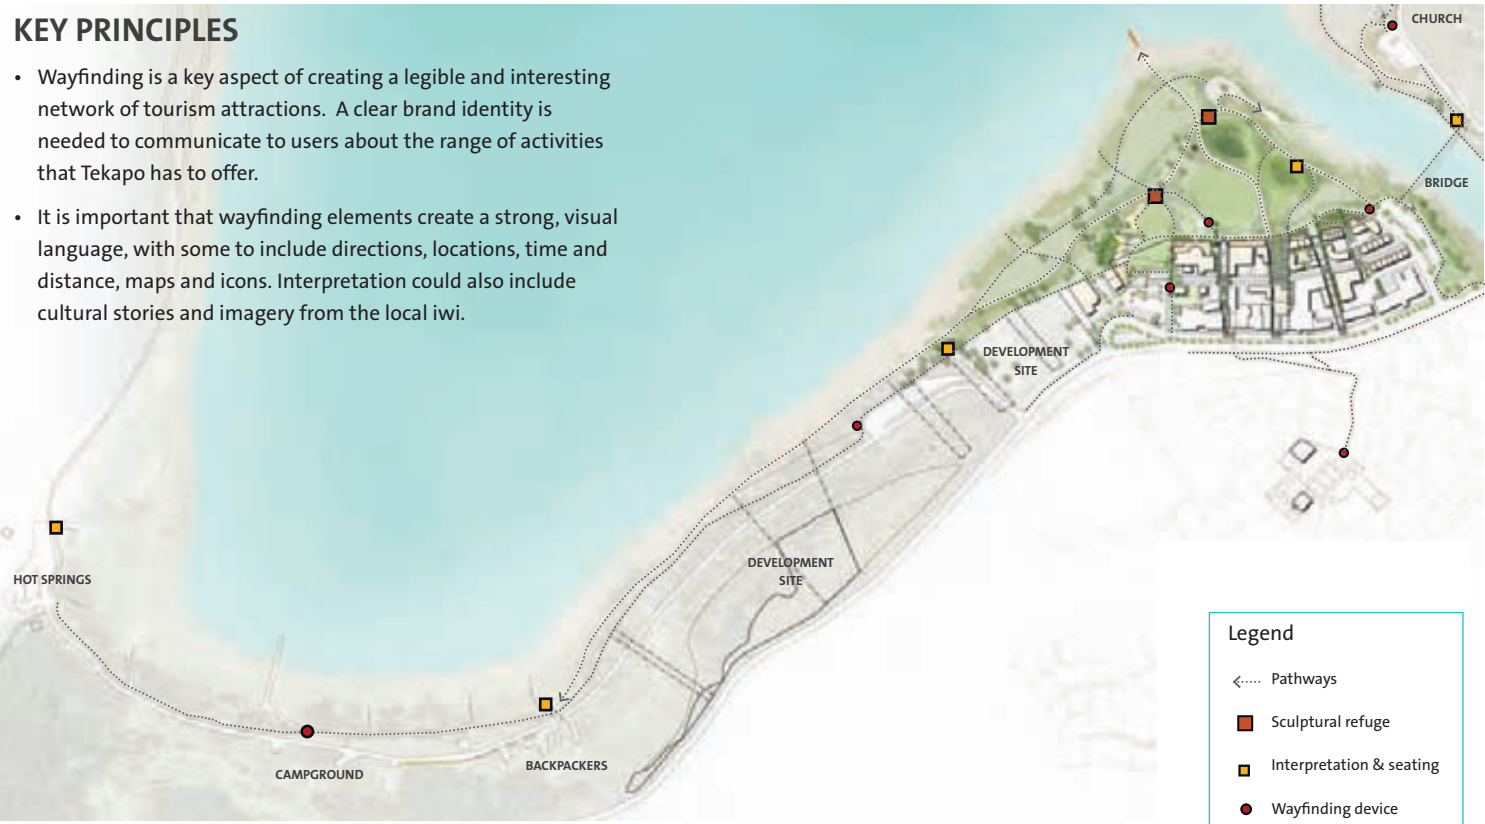 KEY PRINCIPLES
• Wayfinding is a key aspect of creating a legible and interesting
network of tourism attractions.  A clear brand identity is
needed to communicate to users about the range of activities
that Tekapo has to offer.
• It is important that wayfinding elements create a strong, visual
language, with some to include directions, locations, time and
distance, maps and icons. Interpretation could also include
cultural stories and imagery from the local iwi.
CHURCH
BRIDGE
DEVELOPMENT
SITE
DEVELOPMENT
SITE
HOT SPRINGS
CAMPGROUND
BACKPACKERS
Legend
Pathways
Sculptural refuge
Interpretation & seating
Wayfinding device